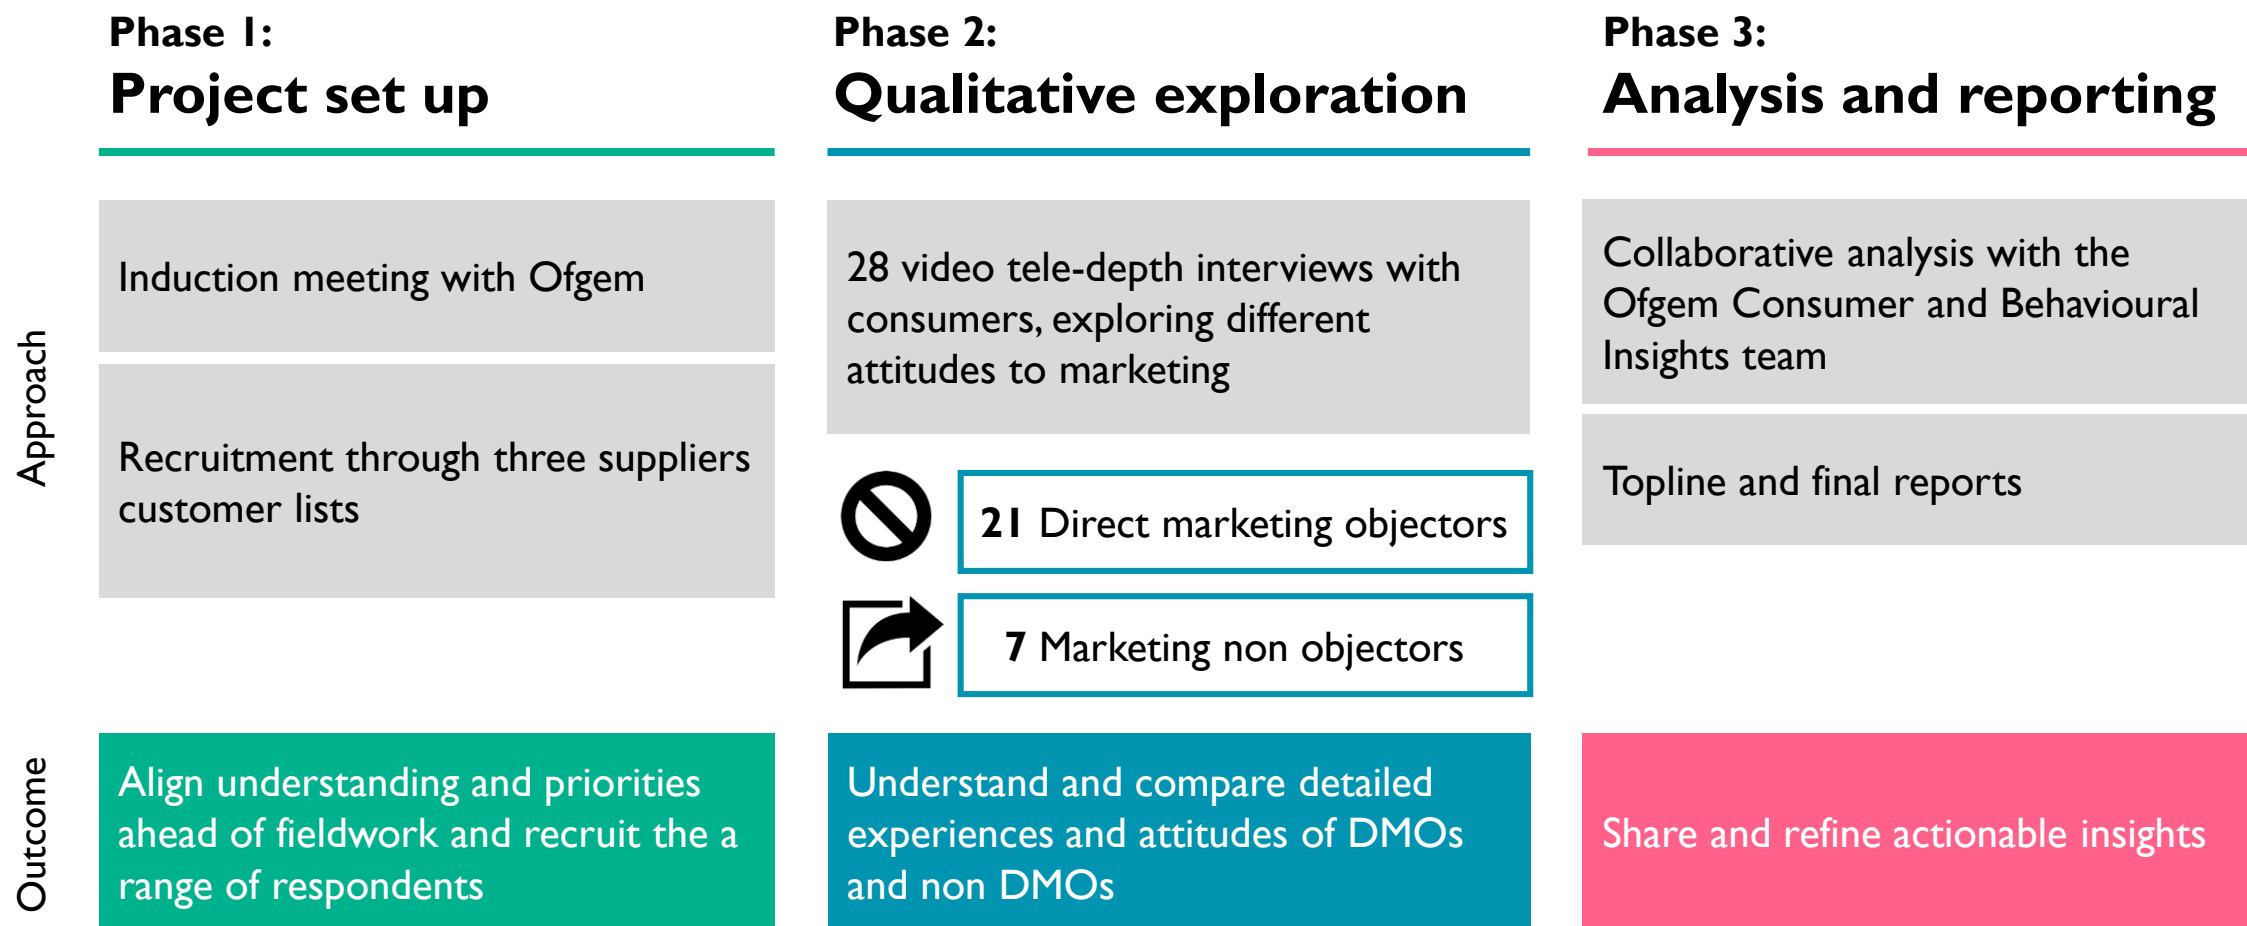 Phase 1:
Project set up
Phase 2:
Qualitative exploration
Phase 3:
Analysis and reporting
Approach
Induction meeting with Ofgem
Recruitment through three suppliers
customer lists
28 video tele-depth interviews with
consumers, exploring different
attitudes to marketing
21 Direct marketing objectors
7 Marketing non objectors
Collaborative analysis with the
Ofgem Consumer and Behavioural
Insights team
Topline and final reports
Outcome
Align understanding and priorities
ahead of fieldwork and recruit the a
range of respondents
Understand and compare detailed
experiences and attitudes of DMOs
and non DMOs
Share and refine actionable insights